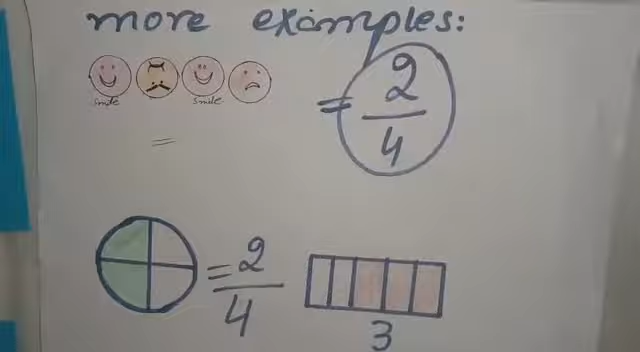 more examples:
smile smile
= 2/4
=
= 2/4
3